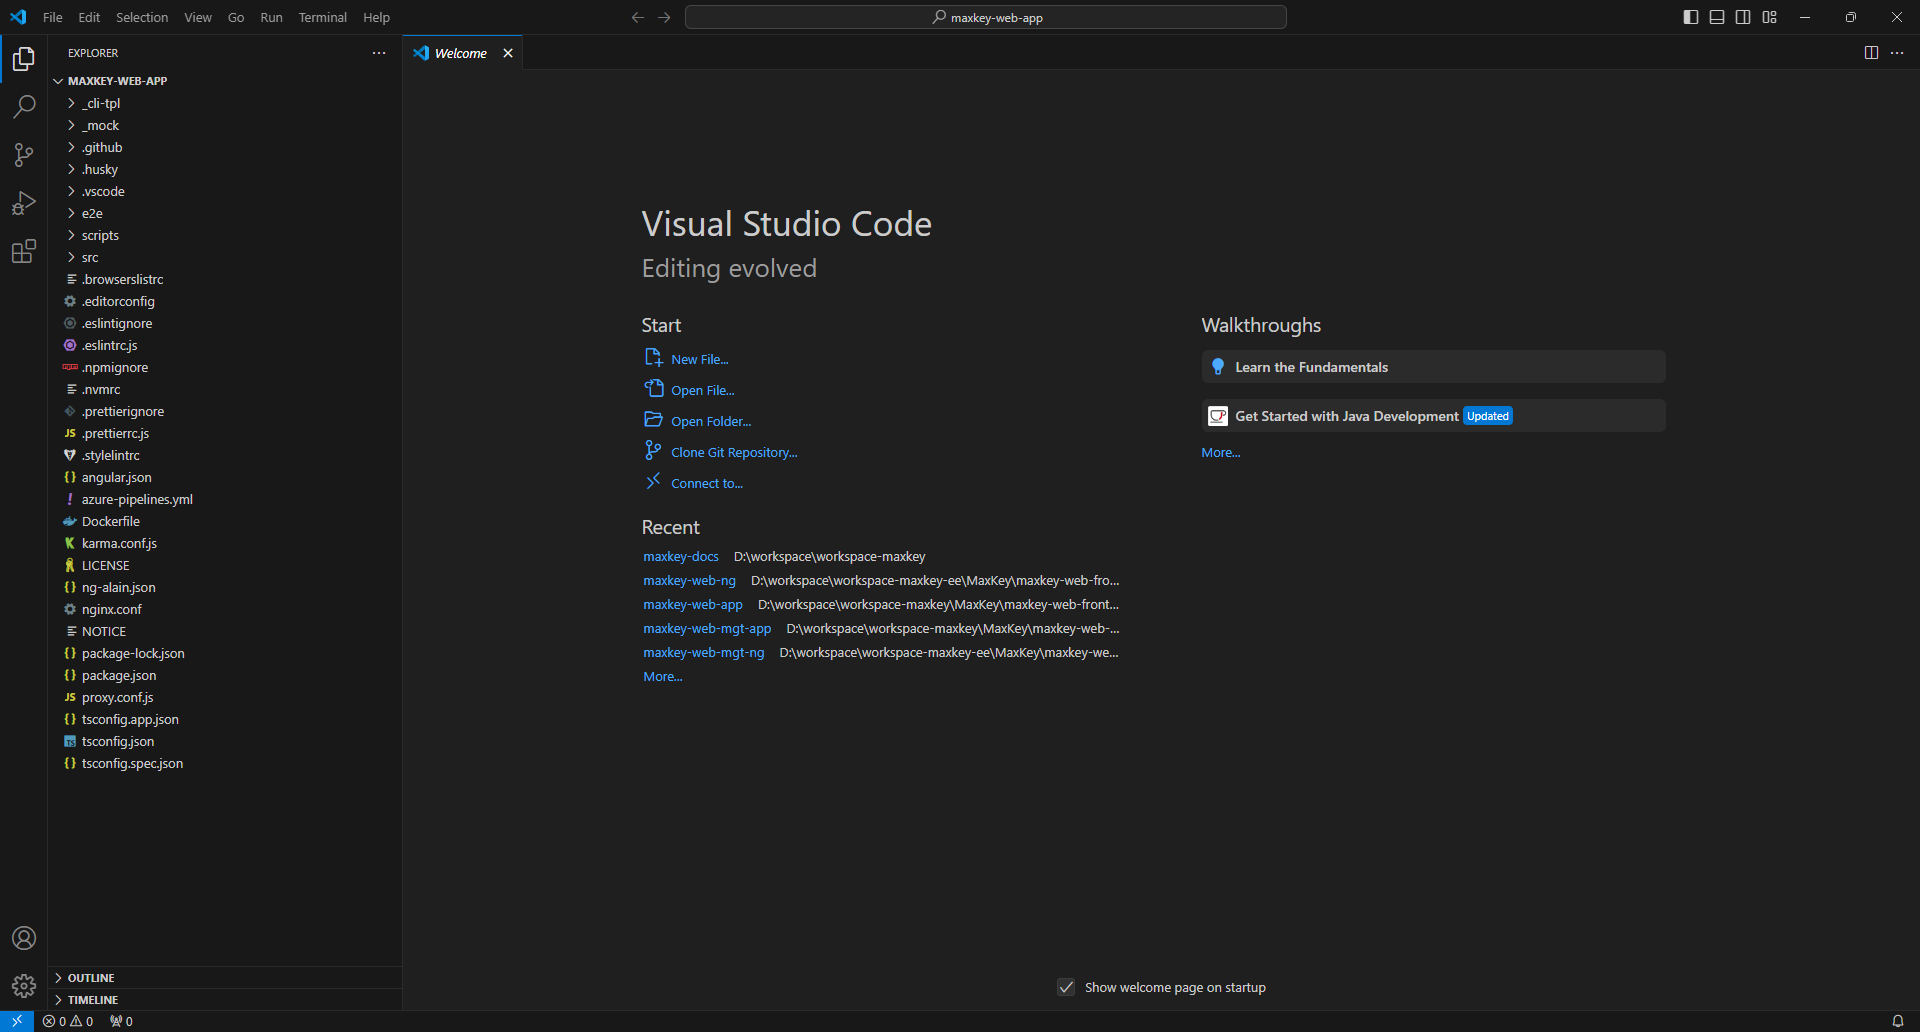 File Edit Selection View Go Run Terminal Help
maxkey-web-app
EXPLORER
Welcome
MAXKEY-WEB-APP
_cli-tpl
_mock
.github
.husky
.vscode
e2e
scripts
src
.browserslistrc
.editorconfig
.eslintignore
.eslintrc.js
.npmignore
.nvmrc
.prettierignore
JS .prettierrc.js
.stylelintrc
{} angular.json
! azure-pipelines.yml
Dockerfile
K karma.conf.js
LICENSE
{} ng-alain.json
nginx.conf
NOTICE
{} package-lock.json
{} package.json
JS proxy.conf.js
{} tsconfig.app.json
TS tsconfig.json
{} tsconfig.spec.json
OUTLINE
TIMELINE
Visual Studio Code
Editing evolved
Start
New File...
Open File...
Open Folder...
Clone Git Repository...
Connect to...
Recent
maxkey-docs D:\workspace\workspace-maxkey
maxkey-web-ng D:\workspace\workspace-maxkey-ee\MaxKey\maxkey-web-fro...
maxkey-web-app D:\workspace\workspace-maxkey\MaxKey\maxkey-web-front...
maxkey-web-mgt-app D:\workspace\workspace-maxkey\MaxKey\maxkey-web-...
maxkey-web-mgt-ng D:\workspace\workspace-maxkey-ee\MaxKey\maxkey-we...
More...
Walkthroughs
Learn the Fundamentals
Get Started with Java Development Updated
More...
Show welcome page on startup
0 0 0